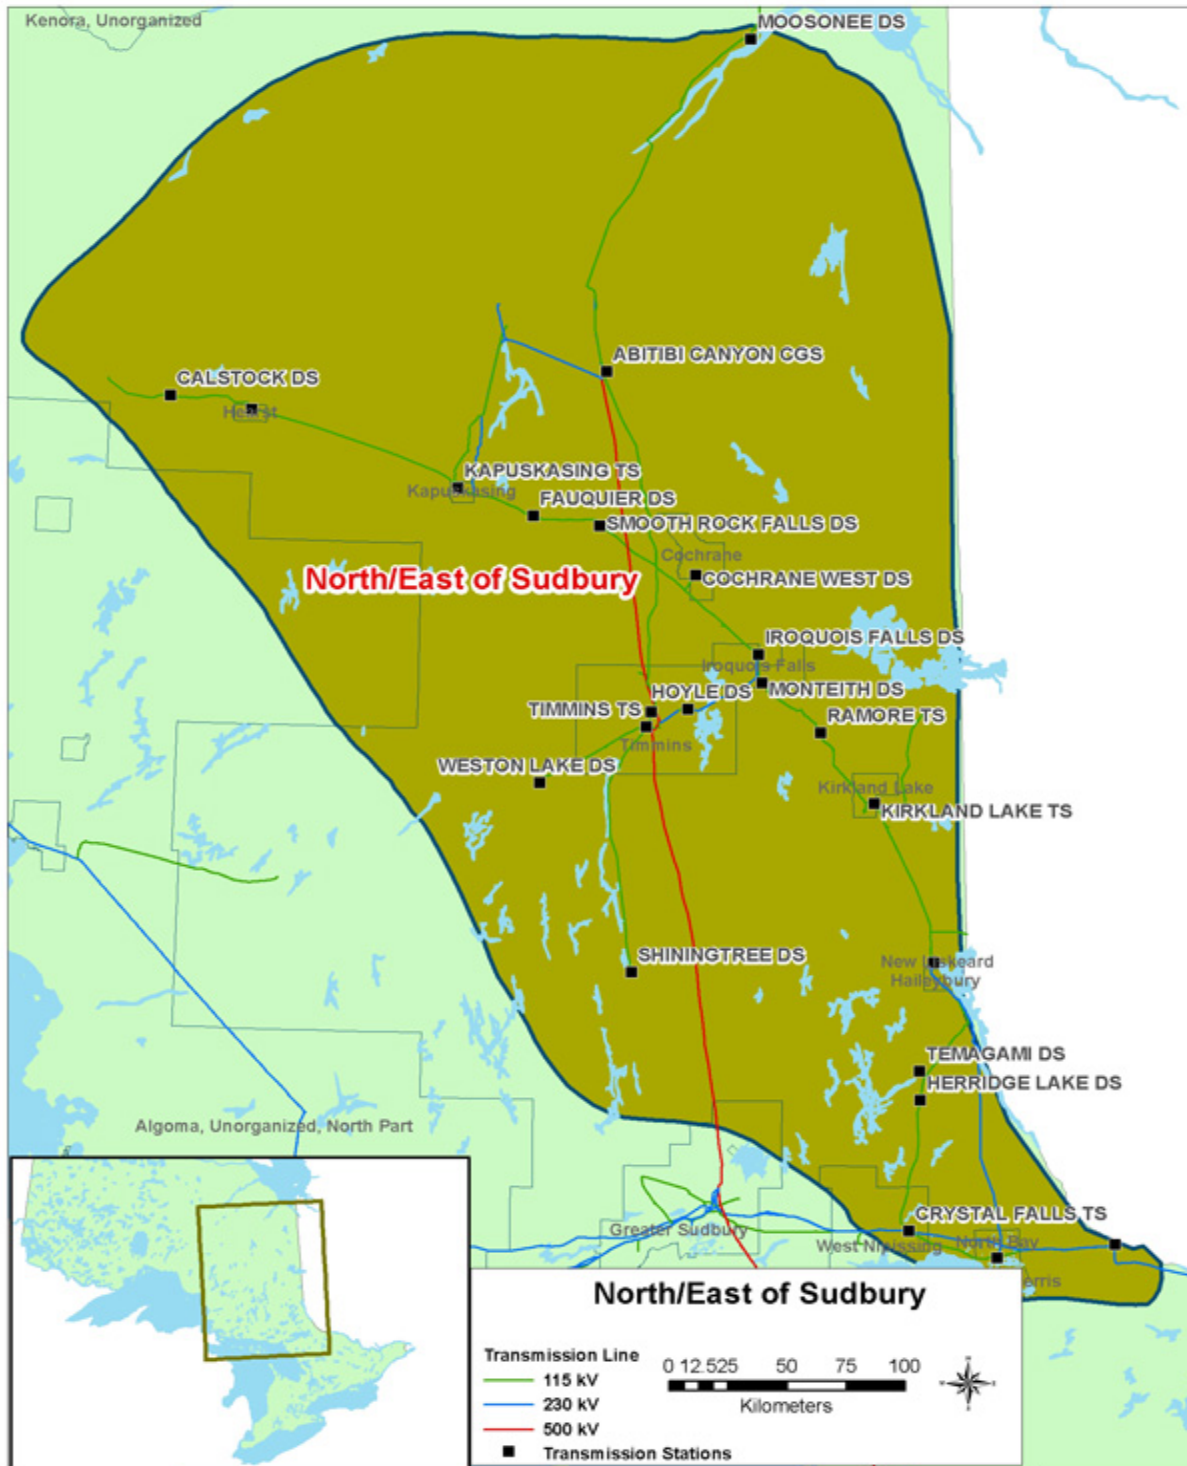 Kenora, Unorganized
MOOSONEE DS
ABITIBI CANYON CGS
CALSTOCK DS
Hearst
KAPUSKASING TS
Kapuskasing
FAUQUIER DS
SMOOTH ROCK FALLS DS
Cochrane
COCHRANE WEST DS
North/East of Sudbury
IROQUOIS FALLS DS
Iroquois Falls
MONTEITH DS
HOYLE DS
TIMMINS TS
RAMORE TS
Timmins
WESTON LAKE DS
Kirkland Lake
KIRKLAND LAKE TS
SHININGTREE DS
New Liskeard
Haileybury
TEMAGAMI DS
HERRIDGE LAKE DS
Algoma, Unorganized, North Part
CRYSTAL FALLS TS
Greater Sudbury
West Nipissing
North Bay
erris
North/East of Sudbury
Transmission Line
115 kV
230 kV
500 kV
Transmission Stations
0 12.525 50 75 100
Kilometers